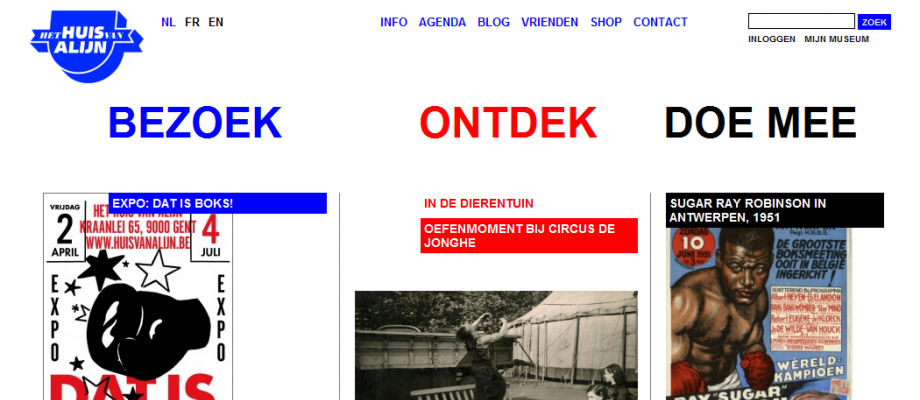 HET HUIS VAN
ALIJN
NL FR EN
INFO AGENDA BLOG VRIENDEN SHOP CONTACT
ZOEK
INLOGGEN MIJN MUSEUM
BEZOEK
ONTDEK
DOE MEE
EXPO: DAT IS BOKS!
VRIJDAG
2
APRIL
HET HUIS VAN ALIJN
KRAANLEI 65, 9000 GENT
WWW.HUISVANALIJN.BE
4
JULI
EXPO
EXPO
DAT IS
IN DE DIERENTUIN
OEFENMOMENT BIJ CIRCUS DE
JONGHE
SUGAR RAY ROBINSON IN
ANTWERPEN, 1951
ZONDAG
10
JUNI 1951
DE GROOTSTE
BOKSMEETING
OOIT IN BELGIE
INGERICHT!
WERELD-
KAMPIOEN
RAY "SUGAR"